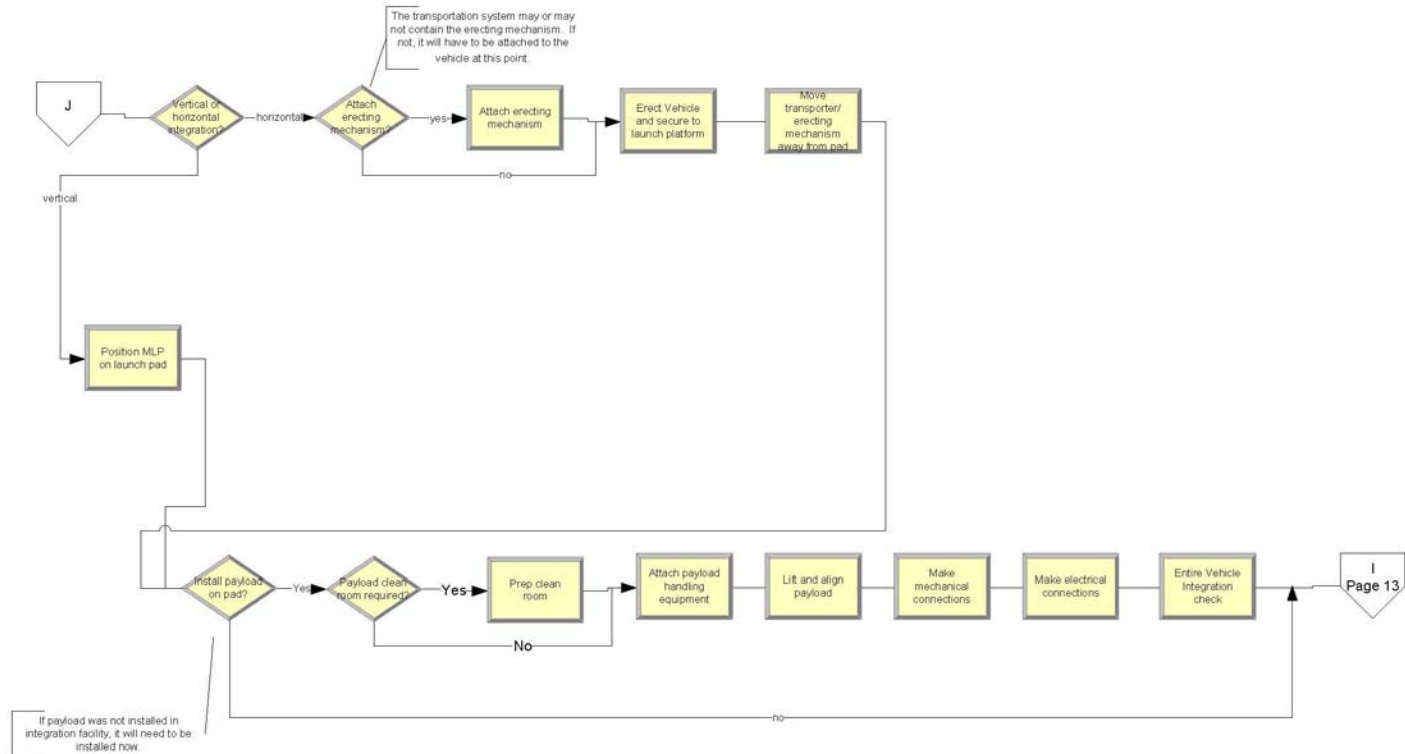 The transportation system may or may
not contain the erecting mechanism. If
not, it will have to be attached to the
vehicle at this point.
J
Vertical or
horizontal
integration?
horizontal
Attach
erecting
mechanism?
yes
Attach erecting
mechanism
Erect Vehicle
and secure to
launch platform
Move
transporter/
erecting
mechanism
away from pad
no
vertical
Position MLP
on launch pad
Install payload
on pad?
Yes
Payload clean
room required?
Yes
Prep clean
room
Attach payload
handling
equipment
Lift and align
payload
Make
mechanical
connections
Make electrical
connections
Entire Vehicle
Integration
check
I
Page 13
No
no
If payload was not installed in
integration facility, it will need to be
installed now.